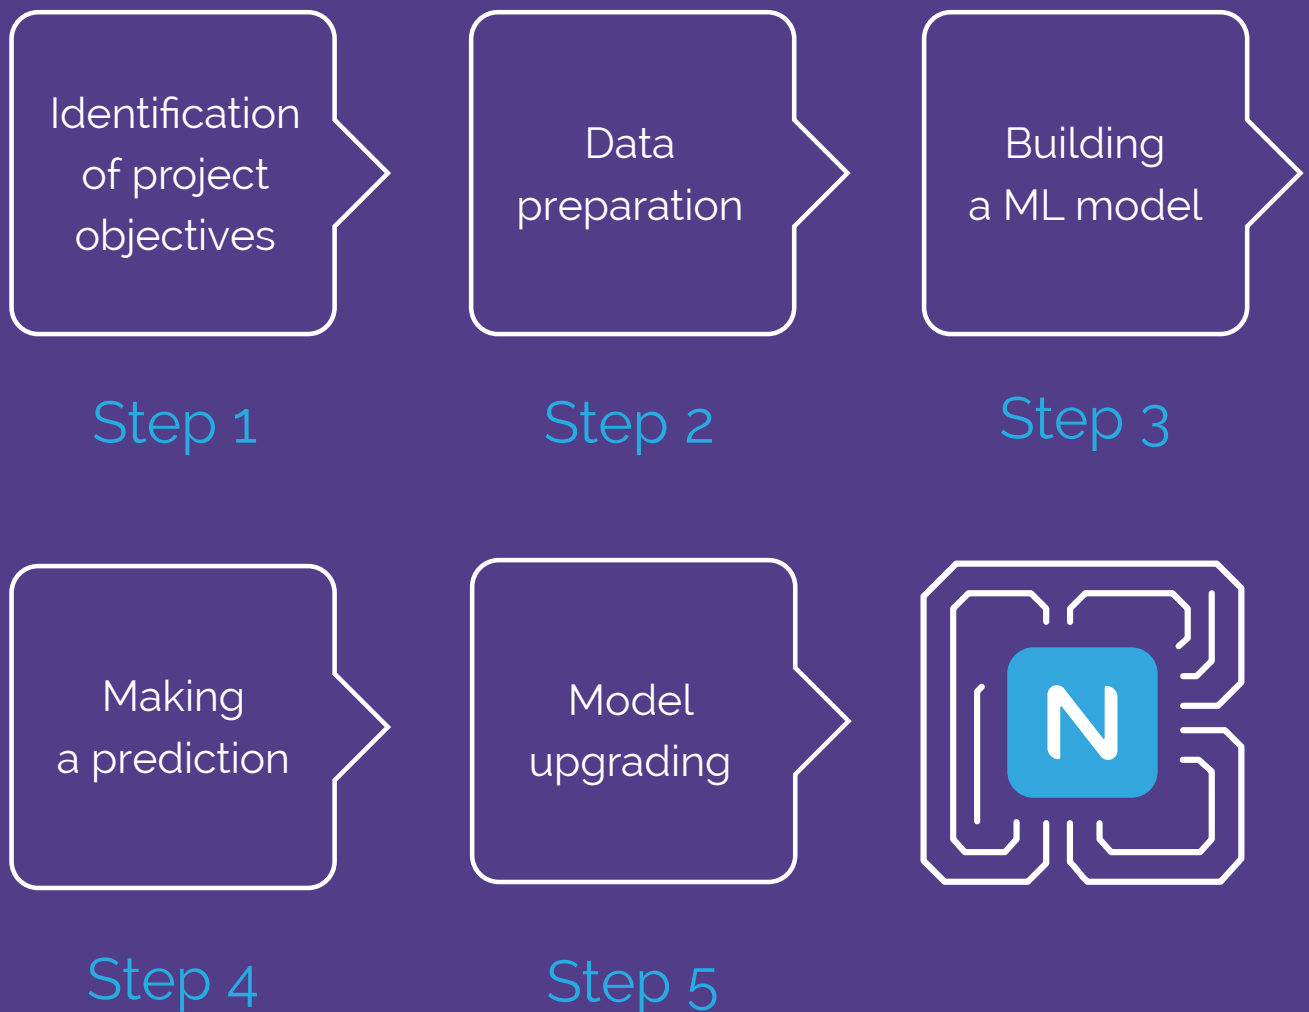 Identification
of project
objectives
Data
preparation
Building
a ML model
Step 1
Step 2
Step 3
Making
a prediction
Model
upgrading
N
Step 4
Step 5